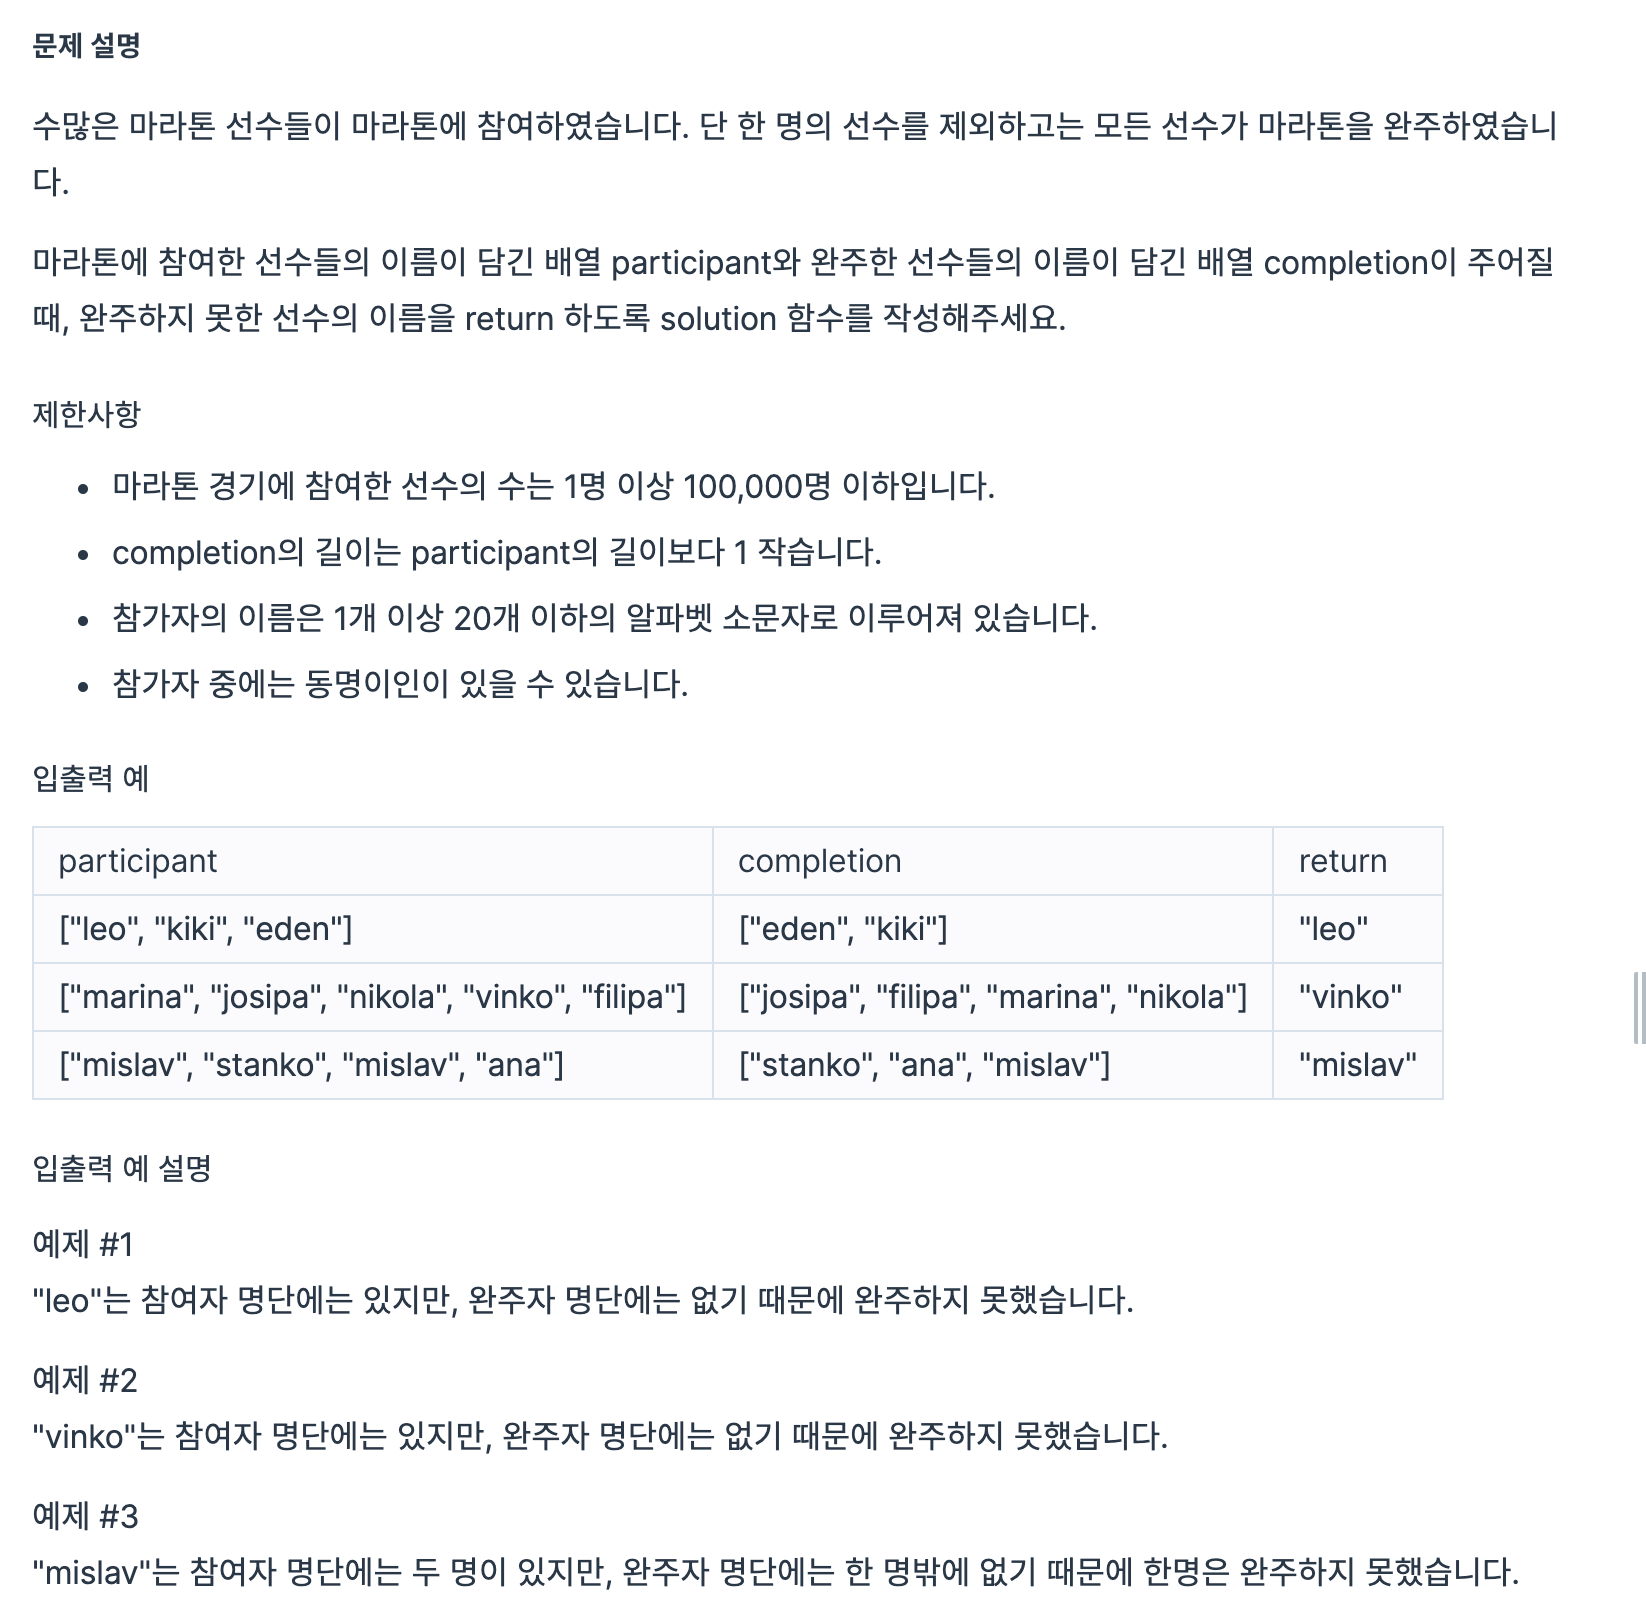 문제 설명
수많은 마라톤 선수들이 마라톤에 참여하였습니다. 단 한 명의 선수를 제외하고는 모든 선수가 마라톤을 완주하였습니
다.
마라톤에 참여한 선수들의 이름이 담긴 배열 participant와 완주한 선수들의 이름이 담긴 배열 completion이 주어질
때, 완주하지 못한 선수의 이름을 return 하도록 solution 함수를 작성해주세요.
제한사항
• 마라톤 경기에 참여한 선수의 수는 1명 이상 100,000명 이하입니다.
• completion의 길이는 participant의 길이보다 1 작습니다.
• 참가자의 이름은 1개 이상 20개 이하의 알파벳 소문자로 이루어져 있습니다.
• 참가자 중에는 동명이인이 있을 수 있습니다.
입출력 예
participant completion return
["leo", "kiki", "eden"] ["eden", "kiki"] "leo"
["marina", "josipa", "nikola", "vinko", "filipa"] ["josipa", "filipa", "marina", "nikola"] "vinko"
["mislav", "stanko", "mislav", "ana"] ["stanko", "ana", "mislav"] "mislav"
입출력 예 설명
예제 #1
"leo"는 참여자 명단에는 있지만, 완주자 명단에는 없기 때문에 완주하지 못했습니다.
예제 #2
"vinko"는 참여자 명단에는 있지만, 완주자 명단에는 없기 때문에 완주하지 못했습니다.
예제 #3
"mislav"는 참여자 명단에는 두 명이 있지만, 완주자 명단에는 한 명밖에 없기 때문에 한명은 완주하지 못했습니다.